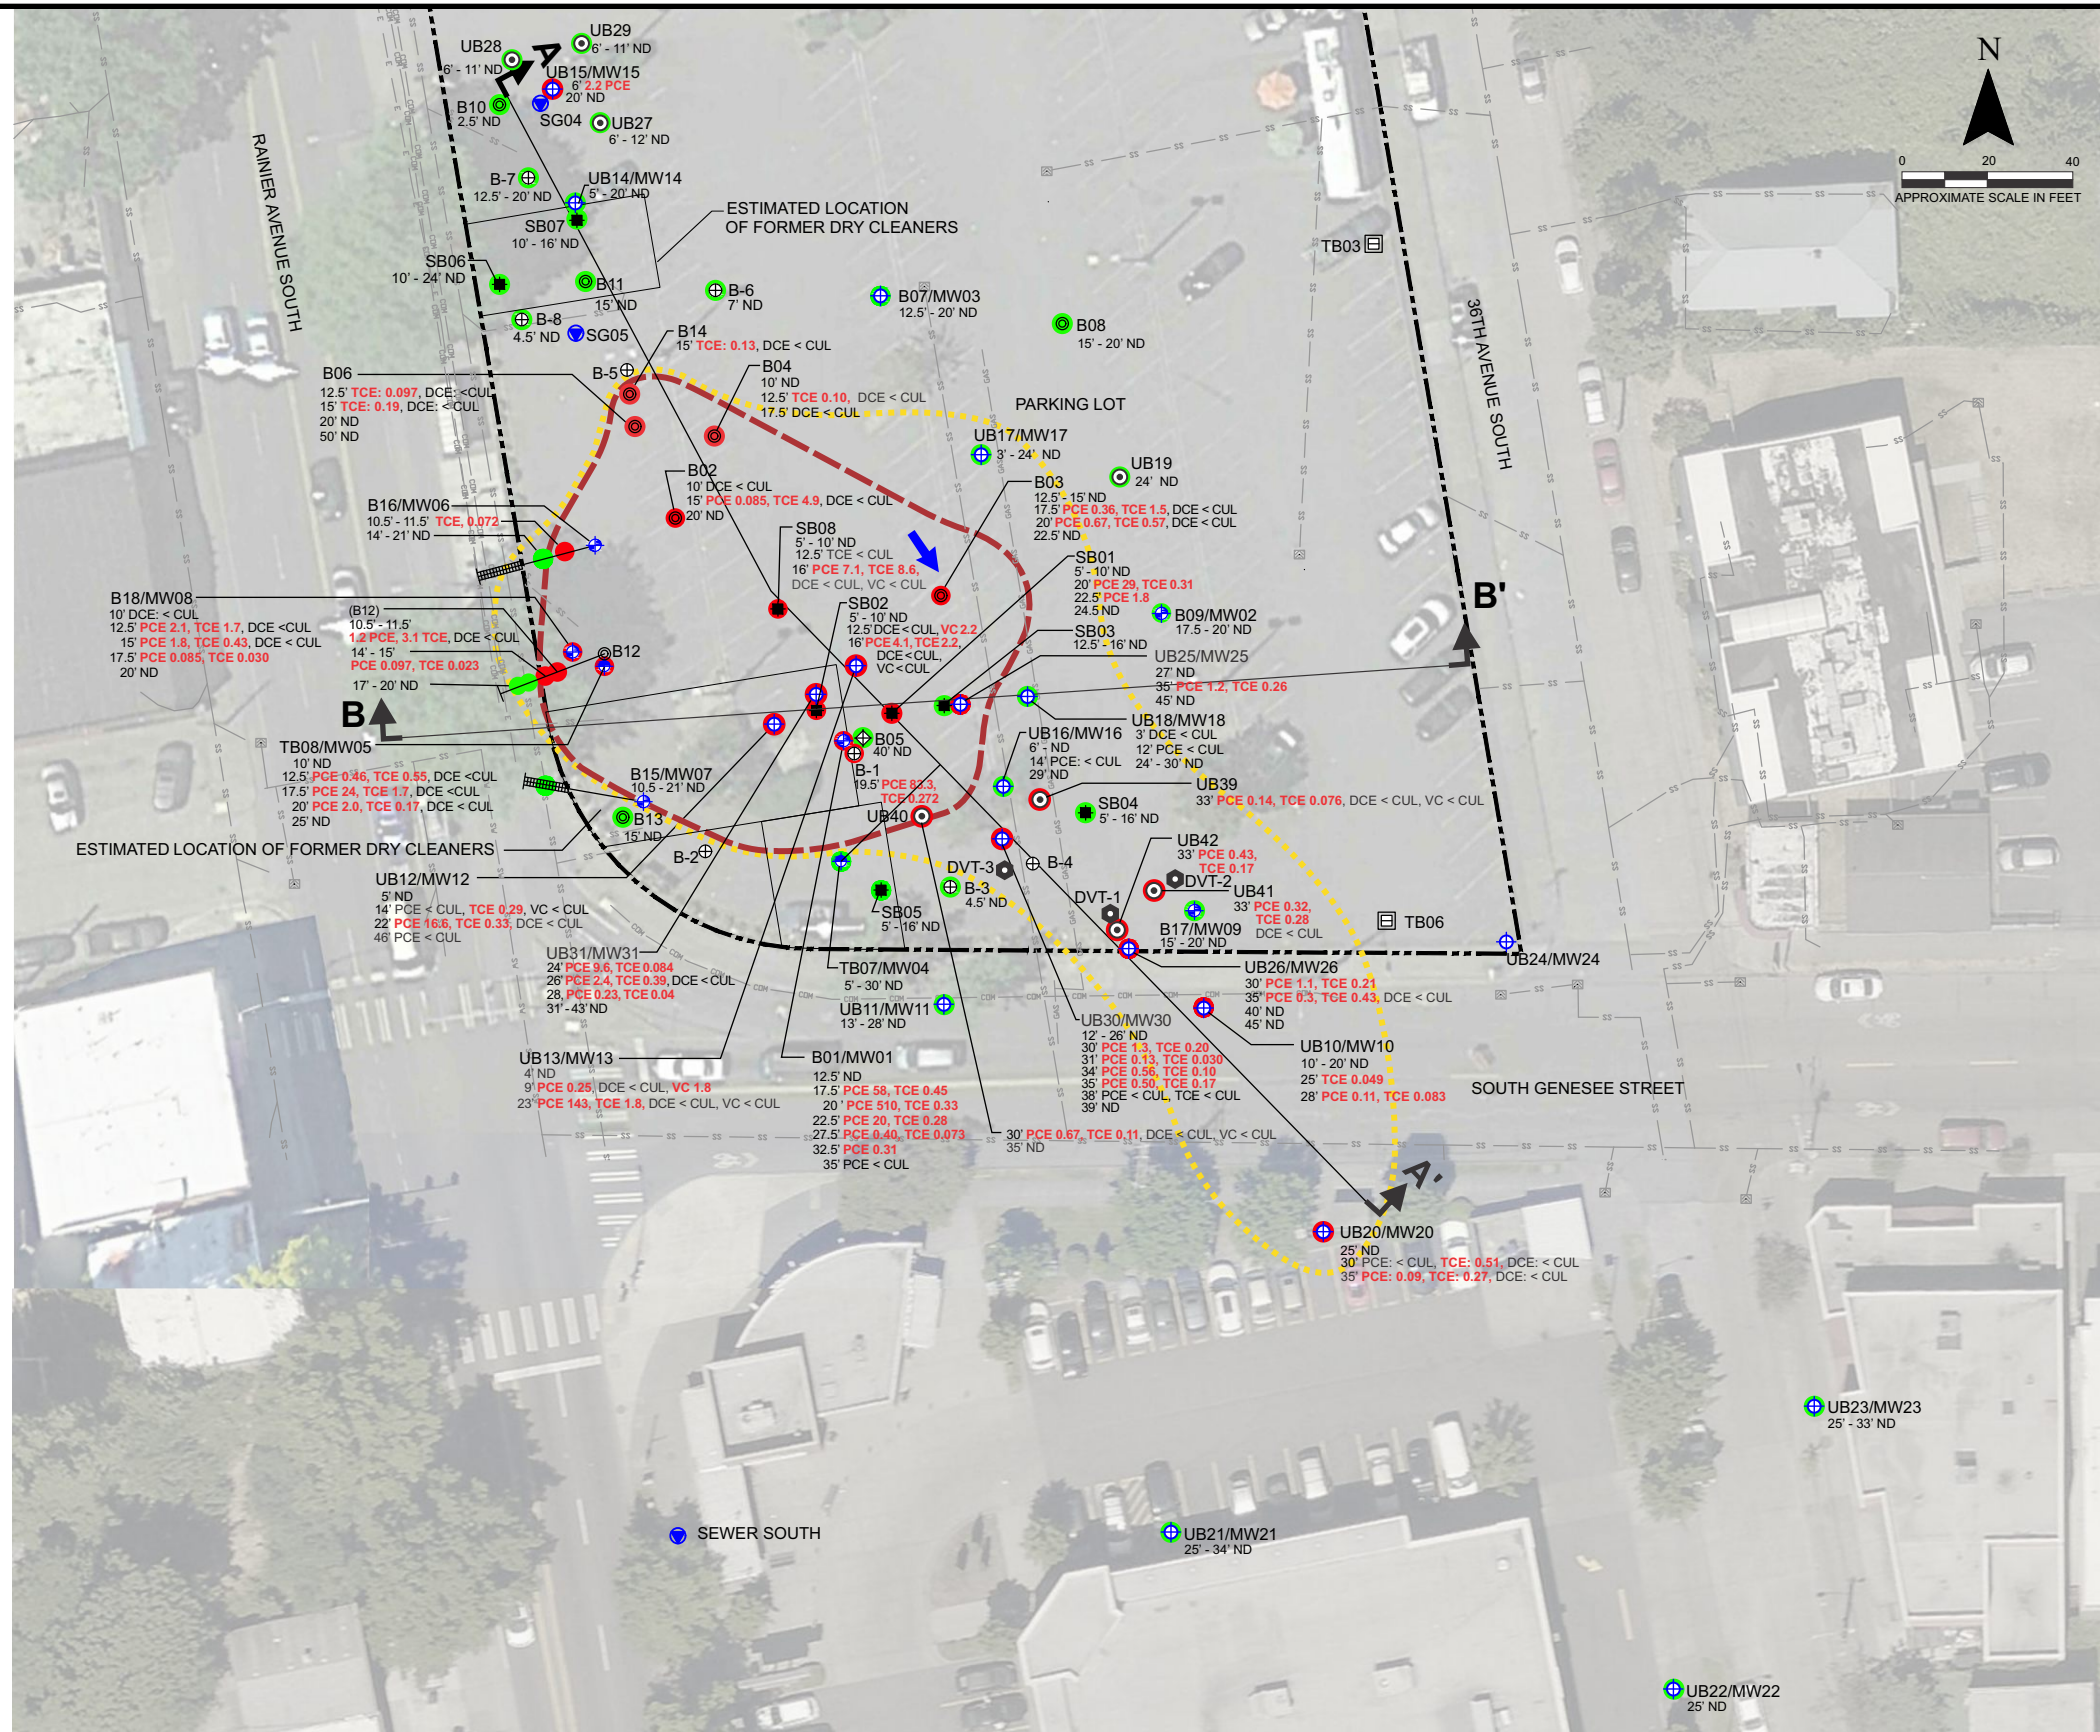 N
0 20 40
APPROXIMATE SCALE IN FEET
UB29
6' - 11' ND
UB28
6' - 11' ND
A
UB15/MW15
6' 2.2 PCE
20' ND
B10
2.5' ND
SG04
UB27
6' - 12' ND
B-7
12.5' - 20' ND
UB14/MW14
5' - 20' ND
SB07
10' - 16' ND
ESTIMATED LOCATION
OF FORMER DRY CLEANERS
RAINIER AVENUE SOUTH
36TH AVENUE SOUTH
TB03
SB06
10' - 24' ND
B11
15' ND
B-6
7' ND
B07/MW03
12.5' - 20' ND
B08
15' - 20' ND
B-8
4.5' ND
SG05
B14
15' TCE: 0.13, DCE < CUL
B-5
B04
10' ND
12.5' TCE 0.10, DCE < CUL
17.5' DCE < CUL
B06
12.5' TCE: 0.097, DCE: <CUL
15' TCE: 0.19, DCE: < CUL
20' ND
50' ND
PARKING LOT
UB17/MW17
3' - 24' ND
UB19
24' ND
B02
10' DCE < CUL
15' PCE 0.085, TCE 4.9, DCE < CUL
20' ND
B03
12.5' - 15' ND
17.5' PCE 0.36, TCE 1.5, DCE < CUL
20' PCE 0.67, TCE 0.57, DCE < CUL
22.5' ND
B16/MW06
10.5' - 11.5' TCE, 0.072
14' - 21' ND
SB08
5' - 10' ND
12.5' TCE < CUL
16' PCE 7.1, TCE 8.6,
DCE < CUL, VC < CUL
SB01
5' - 10' ND
20' PCE 29, TCE 0.31
22.5' PCE 1.8
24.5 ND
B18/MW08
10' DCE: < CUL
12.5' PCE 2.1, TCE 1.7, DCE <CUL
15' PCE 1.8, TCE 0.43, DCE < CUL
17.5' PCE 0.085, TCE 0.030
20' ND
(B12)
10.5' - 11.5'
1.2 PCE, 3.1 TCE, DCE < CUL
14' - 15'
PCE 0.097, TCE 0.023
17' - 20' ND
B12
SB02
5' - 10' ND
12.5' DCE < CUL, VC 2.2
16' PCE 4.1, TCE 2.2,
DCE < CUL,
VC < CUL
B09/MW02
17.5 - 20' ND
SB03
12.5' - 16' ND
B'
UB25/MW25
27' ND
35' PCE 1.2, TCE 0.26
45' ND
B
UB18/MW18
3' DCE < CUL
12' PCE < CUL
24' - 30' ND
UB16/MW16
6' - ND
14' PCE: < CUL
29' ND
TB08/MW05
10' ND
12.5' PCE 0.46, TCE 0.55, DCE <CUL
17.5' PCE 24, TCE 1.7, DCE <CUL
20' PCE 2.0, TCE 0.17, DCE < CUL
25' ND
B05
40' ND
B-1
19.5' PCE 83.3,
TCE 0.272
B15/MW07
10.5 - 21' ND
B13
15' ND
UB39
33' PCE 0.14, TCE 0.076, DCE < CUL, VC < CUL
SB04
5' - 16' ND
UB40
ESTIMATED LOCATION OF FORMER DRY CLEANERS
B-2
UB42
33' PCE 0.43,
TCE 0.17
B-4
DVT-3
DVT-2
B-3
4.5' ND
UB41
33' PCE 0.32,
TCE 0.28
DCE < CUL
UB12/MW12
5' ND
14' PCE < CUL, TCE 0.29, VC < CUL
22' PCE 16.6, TCE 0.33, DCE < CUL
46' PCE < CUL
SB05
5' - 16' ND
DVT-1
B17/MW09
15' - 20' ND
TB06
UB24/MW24
UB31/MW31
24' PCE 9.6, TCE 0.084
26' PCE 2.4, TCE 0.39, DCE < CUL
28, PCE 0.23, TCE 0.04
31' - 43' ND
TB07/MW04
5' - 30' ND
UB26/MW26
30' PCE 1.1, TCE 0.21
35' PCE 0.3, TCE 0.43, DCE < CUL
40' ND
45' ND
UB11/MW11
13' - 28' ND
UB30/MW30
12' - 26' ND
30' PCE 1.3, TCE 0.20
31' PCE 0.13, TCE 0.030
34' PCE 0.56, TCE 0.10
35' PCE 0.50, TCE 0.17
38' PCE < CUL, TCE < CUL
39' ND
UB10/MW10
10' - 20' ND
25' TCE 0.049
28' PCE 0.11, TCE 0.083
SOUTH GENESEE STREET
UB13/MW13
4' ND
9' PCE 0.25, DCE < CUL, VC 1.8
23' PCE 143, TCE 1.8, DCE < CUL, VC < CUL
B01/MW01
12.5' ND
17.5' PCE 58, TCE 0.45
20 ' PCE 510, TCE 0.33
22.5' PCE 20, TCE 0.28
27.5' PCE 0.40, TCE 0.073
32.5' PCE 0.31
35' PCE < CUL
30' PCE 0.67, TCE 0.11, DCE < CUL, VC < CUL
35' ND
A'
UB20/MW20
25' ND
30' PCE: < CUL, TCE: 0.51, DCE: < CUL
35' PCE: 0.09, TCE: 0.27, DCE: < CUL
UB23/MW23
25' - 33' ND
SEWER SOUTH
UB21/MW21
25' - 34' ND
UB22/MW22
25' ND